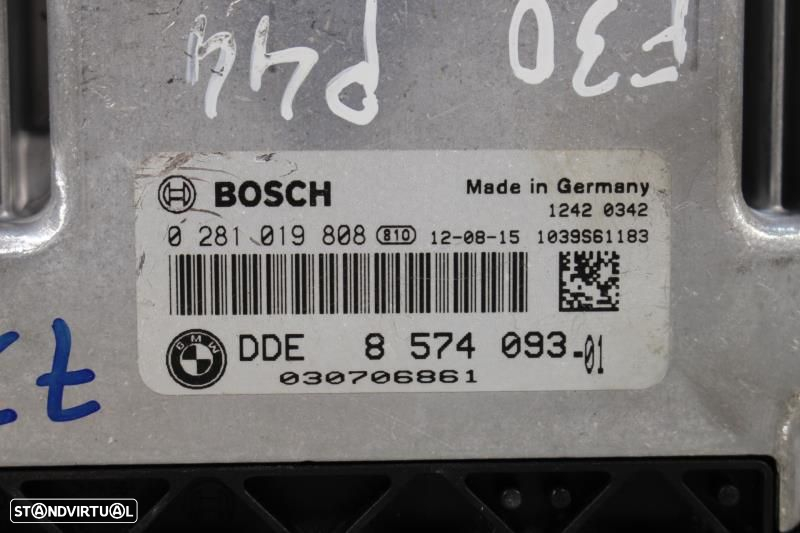 P44
F30
BOSCH
Made in Germany
1242 0342
0 281 019 808 810 12-08-15 1039S61183
BMW
DDE 8 574 093-01
030706861
STANDVIRTUAL